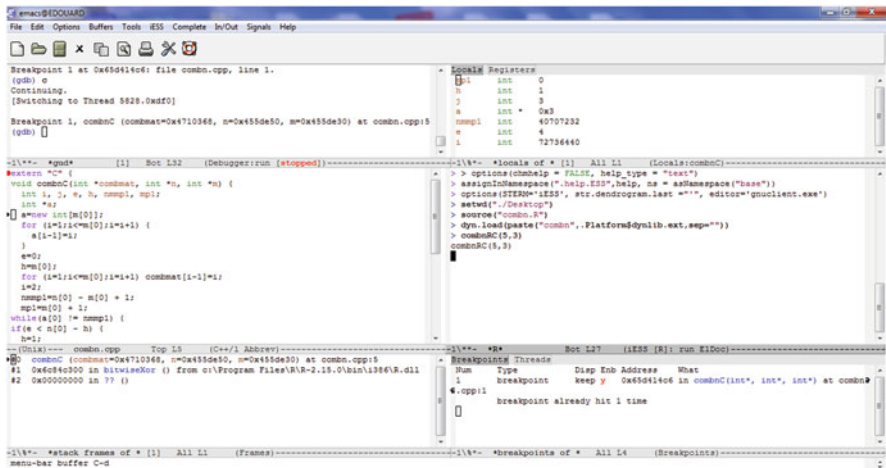 emacs@EDOUARD
File Edit Options Buffers Tools iESS Complete In/Out Signals Help
Breakpoint 1 at 0x65d414c6: file combn.cpp, line 1.
(gdb) c
Continuing.
[Switching to Thread 5828.0xdf0]
Breakpoint 1, combnC (combmat=0x4710368, n=0x455de50, m=0x455de30) at combn.cpp:5
(gdb)
-1\**- *gud* [1] Bot L32 (Debugger:run [stopped])
Locals Registers
mp1 int 0
h int 1
j int 3
a int * 0x3
nmmp1 int 40707232
e int 4
i int 72736440
-1\%*- *locals of * [1] All L1 (Locals:combnC)
extern "C" {
void combnC(int *combmat, int *n, int *m) {
int i, j, e, h, nmmp1, mp1;
int *a;
a=new int[m[0]];
for (i=1;i<=m[0];i=i+1) {
a[i-1]=i;
}
e=0;
h=m[0];
for (i=1;i<=m[0];i=i+1) combmat[i-1]=i;
i=2;
nmmp1=n[0] - m[0] + 1;
mp1=m[0] + 1;
while(a[0] != nmmp1) {
if(e < n[0] - h) {
h=1;
--(Unix)--- combn.cpp Top L5 (C++/l Abbrev)
> > options(chmhelp = FALSE, help_type = "text")
> assignInNamespace(".help.ESS",help, ns = asNamespace("base"))
> options(STERM='iESS', str.dendrogram.last ="'", editor='gnuclient.exe')
> setwd("./Desktop")
> source("combn.R")
> dyn.load(paste("combn",.Platform$dynlib.ext,sep=""))
> combnRC(5,3)
combnRC(5,3)
-1\**- *R* Bot L27 (iESS [R]: run ElDoc)
#0 combnC (combmat=0x4710368, n=0x455de50, m=0x455de30) at combn.cpp:5
#1 0x6c84c300 in bitwiseXor () from c:\Program Files\R\R-2.15.0\bin\i386\R.dll
#2 0x00000000 in ?? ()
-1\%*- *stack frames of * [1] All L1 (Frames)
Breakpoints Threads
Num Type Disp Enb Address What
1 breakpoint keep y 0x65d414c6 in combnC(int*, int*, int*) at combn
.cpp:1
breakpoint already hit 1 time
-1\%*- *breakpoints of * All L4 (Breakpoints)
menu-bar buffer C-d